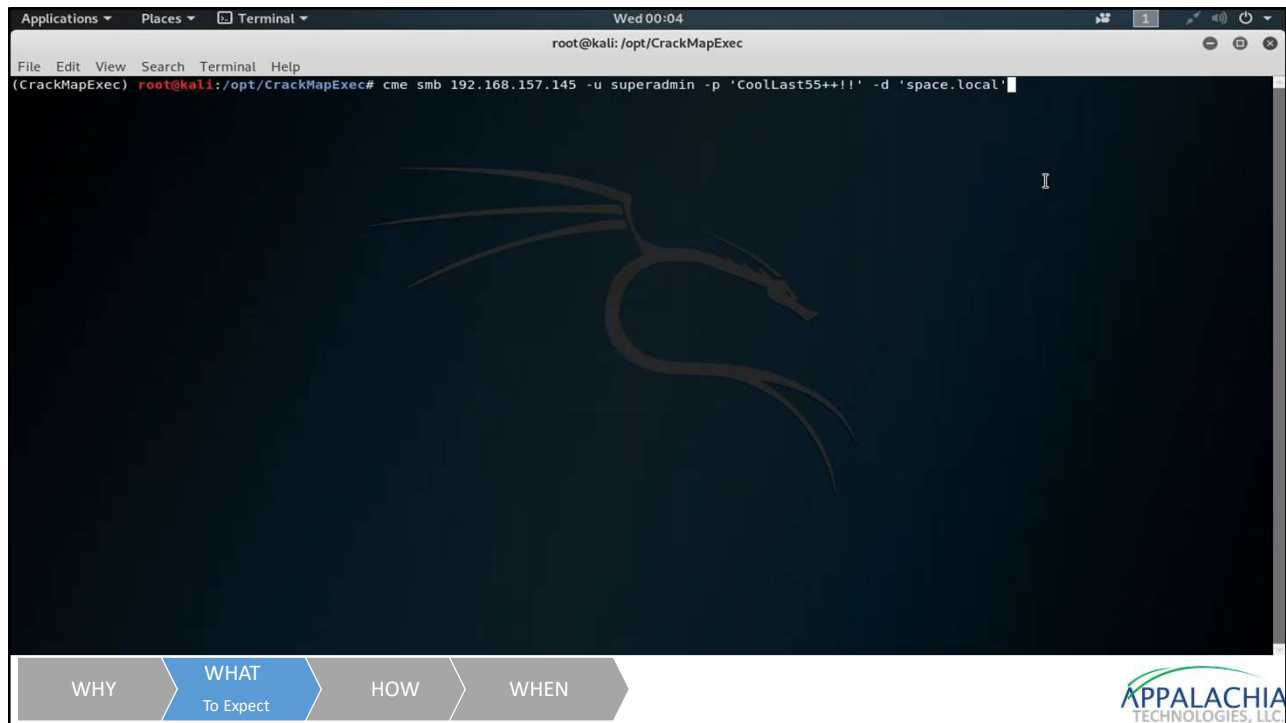 Applications Places Terminal Wed 00:04 1
root@kali: /opt/CrackMapExec
File Edit View Search Terminal Help
(CrackMapExec) root@kali:/opt/CrackMapExec# cme smb 192.168.157.145 -u superadmin -p 'CoolLast55++!!' -d 'space.local'
WHY
WHAT
To Expect
HOW
WHEN
APPALACHIA
TECHNOLOGIES, LLC